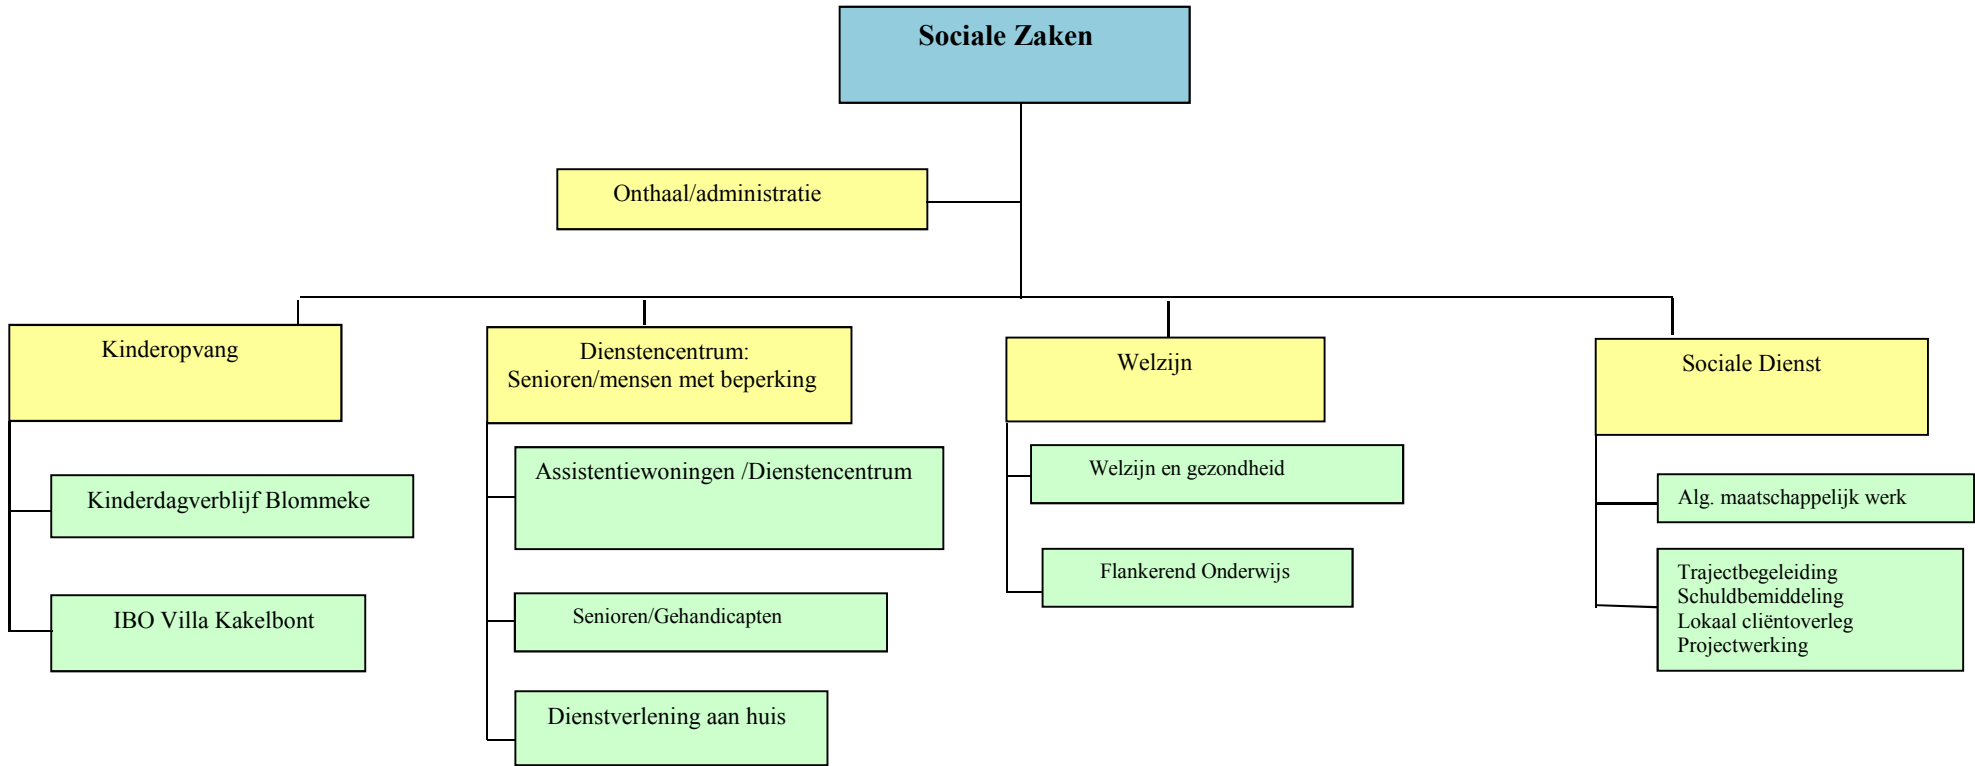 Sociale Zaken
Onthaal/administratie
Kinderopvang
Kinderdagverblijf Blommeke
IBO Villa Kakelbont
Dienstencentrum:
Senioren/mensen met beperking
Assistentiewoningen /Dienstencentrum
Senioren/Gehandicapten
Dienstverlening aan huis
Welzijn
Welzijn en gezondheid
Flankerend Onderwijs
Sociale Dienst
Alg. maatschappelijk werk
Trajectbegeleiding
Schuldbemiddeling
Lokaal cliëntoverleg
Projectwerking